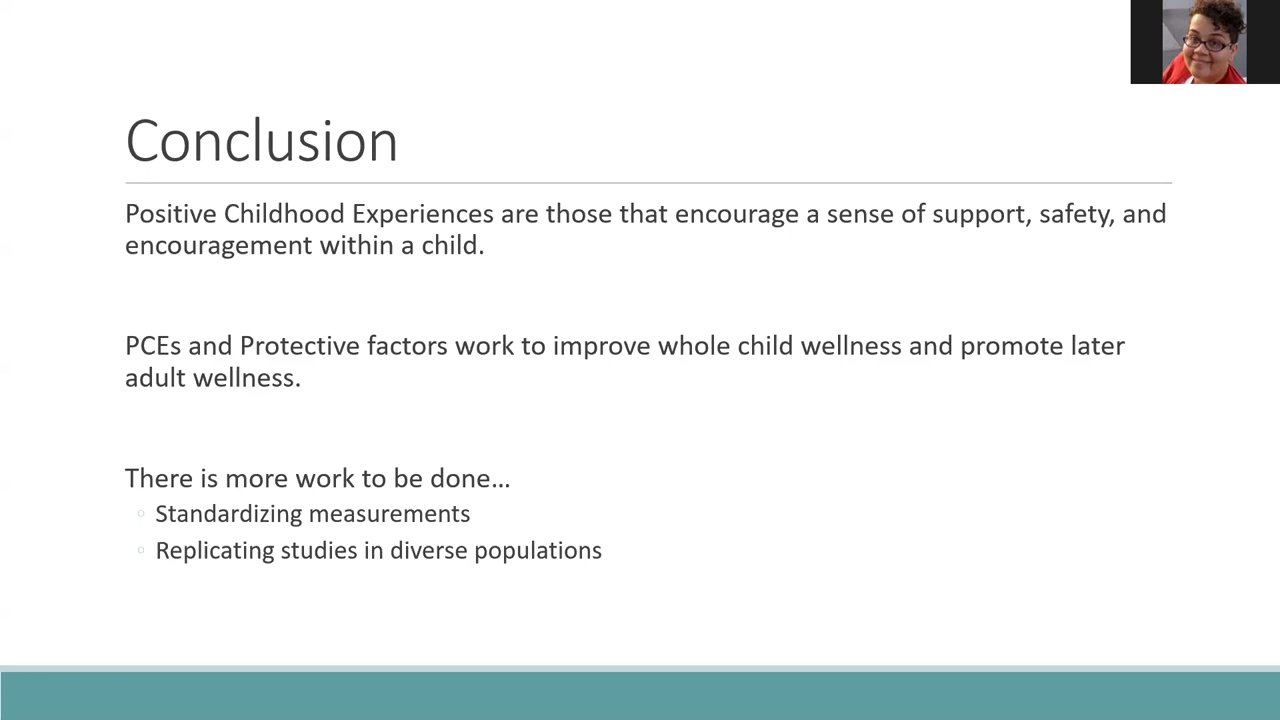 Conclusion
Positive Childhood Experiences are those that encourage a sense of support, safety, and
encouragement within a child.
PCEs and Protective factors work to improve whole child wellness and promote later
adult wellness.
There is more work to be done…
Standardizing measurements
Replicating studies in diverse populations